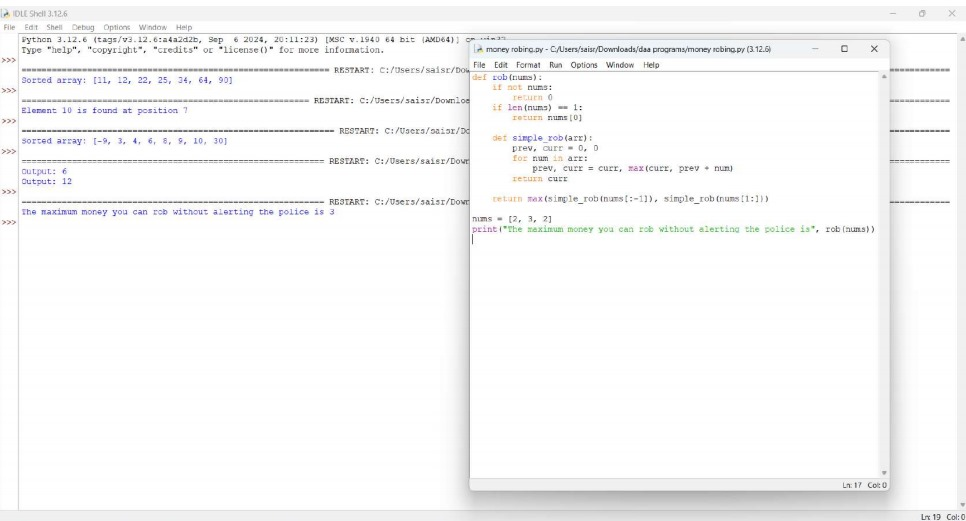 IDLE Shell 3.12.6
File Edit Shell Debug Options Window Help
Python 3.12.6 (tags/v3.12.6:a4a2d2b, Sep 6 2024, 20:11:23) [MSC v.1940 64 bit (AMD64)] on win32
Type "help", "copyright", "credits" or "license()" for more information.
>>>
RESTART: C:/Users/saisr/Dow
Sorted array: [11, 12, 22, 25, 34, 64, 90]
>>>
RESTART: C:/Users/saisr/Downloa
Element 10 is found at position 7
>>>
RESTART: C:/Users/saisr/Do
Sorted array: [-9, 3, 4, 6, 8, 9, 10, 30]
>>>
RESTART: C:/Users/saisr/Down
Output: 6
Output: 12
>>>
RESTART: C:/Users/saisr/Down
The maximum money you can rob without alerting the police is 3
>>>
money robing.py - C:/Users/saisr/Downloads/daa programs/money robing.py (3.12.6)
File Edit Format Run Options Window Help
def rob(nums):
    if not nums:
        return 0
    if len(nums) == 1:
        return nums[0]
    def simple_rob(arr):
        prev, curr = 0, 0
        for num in arr:
            prev, curr = curr, max(curr, prev + num)
        return curr
    return max(simple_rob(nums[:-1]), simple_rob(nums[1:]))
nums = [2, 3, 2]
print("The maximum money you can rob without alerting the police is", rob(nums))
Ln: 17 Col: 0
Ln: 19 Col: 0